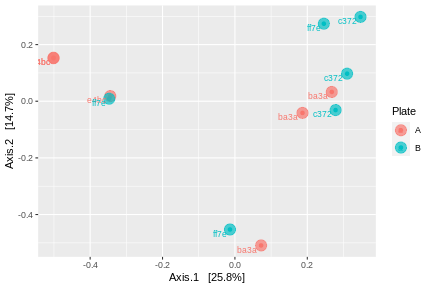 c372
ff7e
c372
ba3a
e4ba
ff7e
c372
ba3a
ff7e
ba3a
0.2
0.0
-0.2
-0.4
-0.4
-0.2
0.0
0.2
Axis.1 [25.8%]
Axis.2 [14.7%]
Plate
A
B